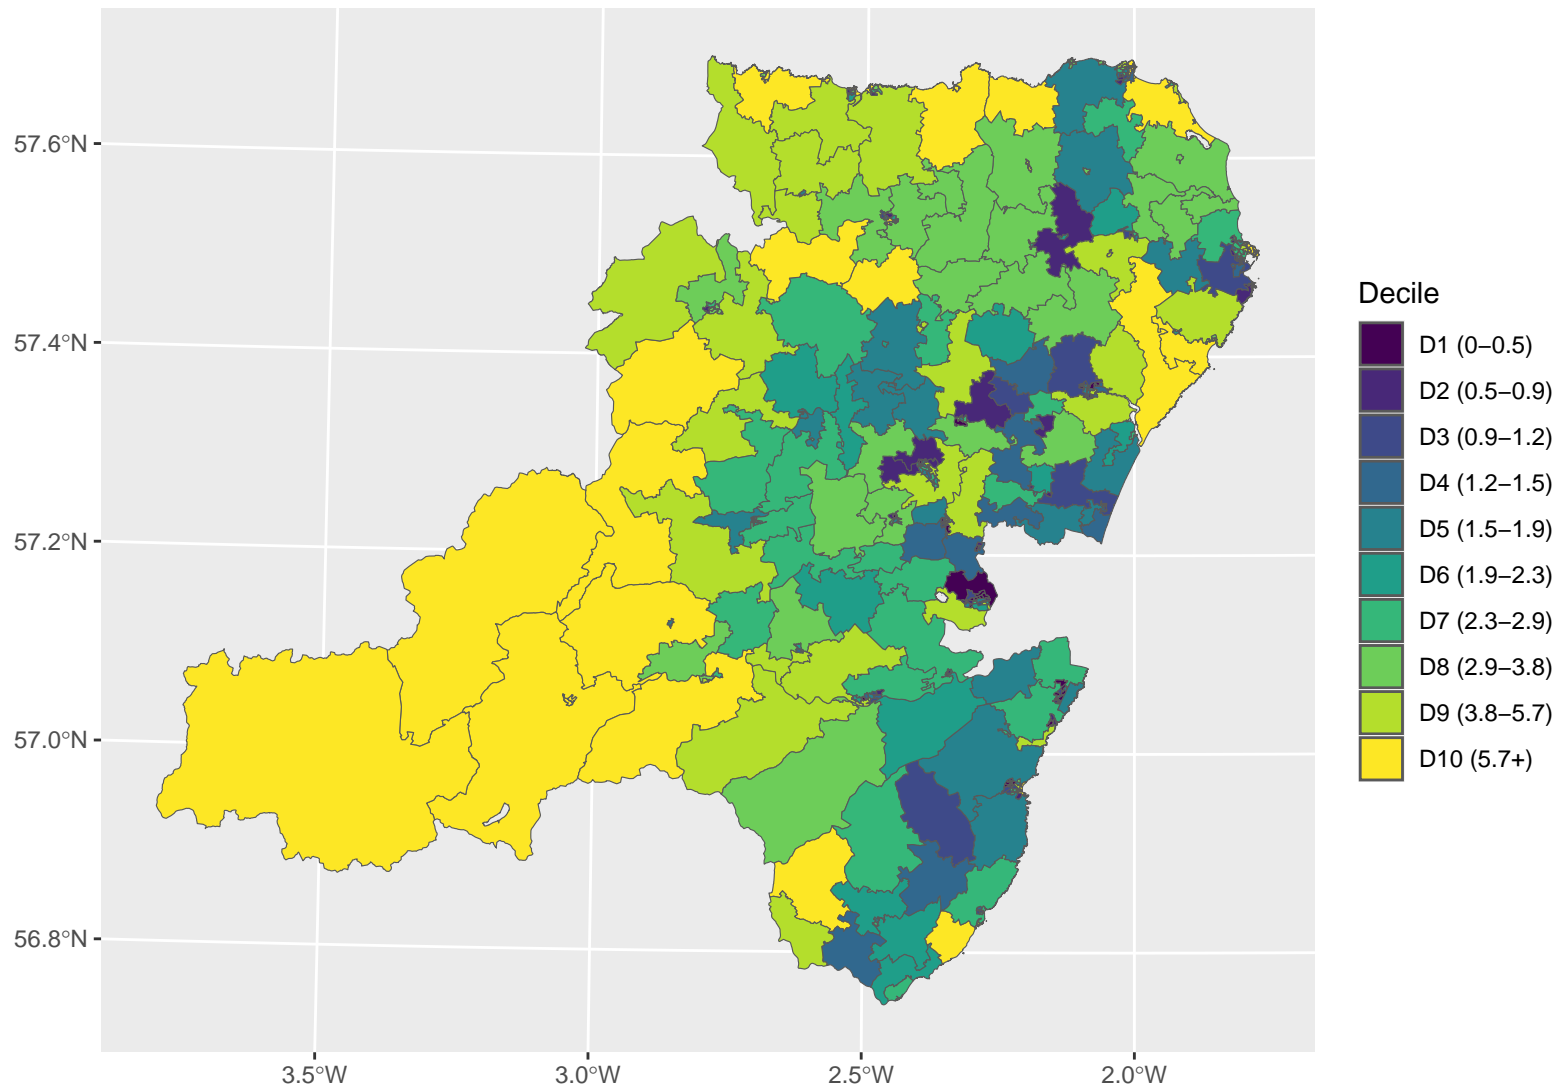 57.6°N
57.4°N
57.2°N
57.0°N
56.8°N
3.5°W
3.0°W
2.5°W
2.0°W
Decile
D1 (0–0.5)
D2 (0.5–0.9)
D3 (0.9–1.2)
D4 (1.2–1.5)
D5 (1.5–1.9)
D6 (1.9–2.3)
D7 (2.3–2.9)
D8 (2.9–3.8)
D9 (3.8–5.7)
D10 (5.7+)